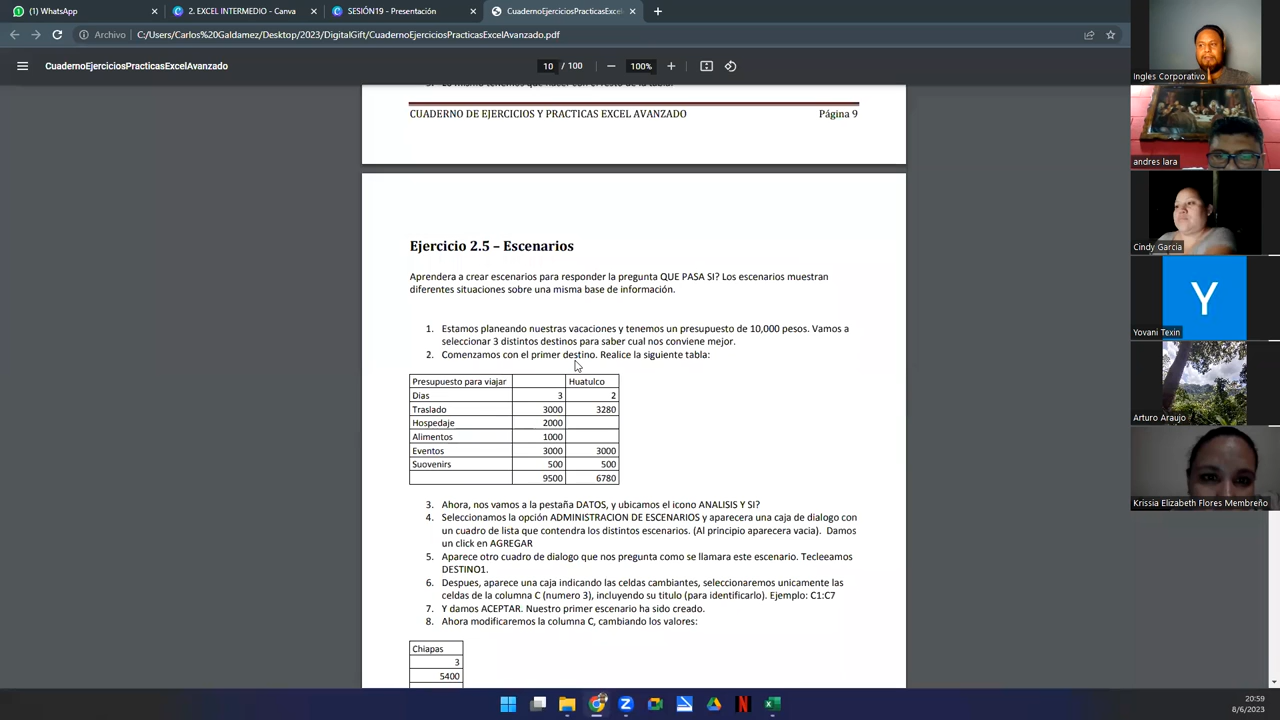 (1) WhatsApp
2. EXCEL INTERMEDIO - Canva
SESIÓN19 - Presentación
CuadernoEjerciciosPracticasExcel
Archivo
C:/Users/Carlos%20Galdamez/Desktop/2023/DigitalGift/CuadernoEjerciciosPracticasExcelAvanzado.pdf
CuadernoEjerciciosPracticasExcelAvanzado
10 / 100
100%
CUADERNO DE EJERCICIOS Y PRACTICAS EXCEL AVANZADO Página 9
Ejercicio 2.5 – Escenarios
Aprendera a crear escenarios para responder la pregunta QUE PASA SI? Los escenarios muestran
diferentes situaciones sobre una misma base de información.
1. Estamos planeando nuestras vacaciones y tenemos un presupuesto de 10,000 pesos. Vamos a
seleccionar 3 distintos destinos para saber cual nos conviene mejor.
2. Comenzamos con el primer destino. Realice la siguiente tabla:
Presupuesto para viajar Huatulco
Dias 3 2
Traslado 3000 3280
Hospedaje 2000
Alimentos 1000
Eventos 3000 3000
Suovenirs 500 500
9500 6780
3. Ahora, nos vamos a la pestaña DATOS, y ubicamos el icono ANALISIS Y SI?
4. Seleccionamos la opción ADMINISTRACION DE ESCENARIOS y aparecera una caja de dialogo con
un cuadro de lista que contendra los distintos escenarios. (Al principio aparecera vacia). Damos
un click en AGREGAR
5. Aparece otro cuadro de dialogo que nos pregunta como se llamara este escenario. Tecleeamos
DESTINO1.
6. Despues, aparece una caja indicando las celdas cambiantes, seleccionaremos unicamente las
celdas de la columna C (numero 3), incluyendo su titulo (para identificarlo). Ejemplo: C1:C7
7. Y damos ACEPTAR. Nuestro primer escenario ha sido creado.
8. Ahora modificaremos la columna C, cambiando los valores:
Chiapas
3
5400
Ingles Corporativo
andres lara
Cindy Garcia
Y
Yovani Texin
Arturo Araujo
Krissia Elizabeth Flores Membreño
20:59
8/6/2023